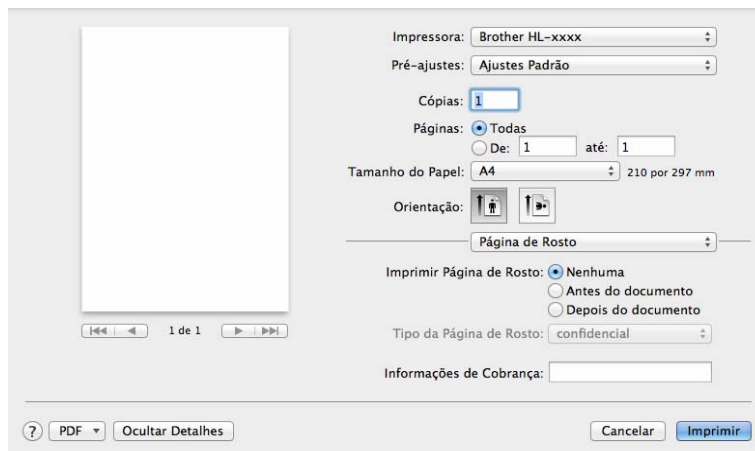 Impressora: Brother HL-xxxx
Pré-ajustes: Ajustes Padrão
Cópias: 1
Páginas: Todas
De: 1 até: 1
Tamanho do Papel: A4 210 por 297 mm
Orientação:
Página de Rosto
Imprimir Página de Rosto: Nenhuma
Antes do documento
Depois do documento
1 de 1
Tipo da Página de Rosto: confidencial
Informações de Cobrança:
? PDF Ocultar Detalhes Cancelar Imprimir